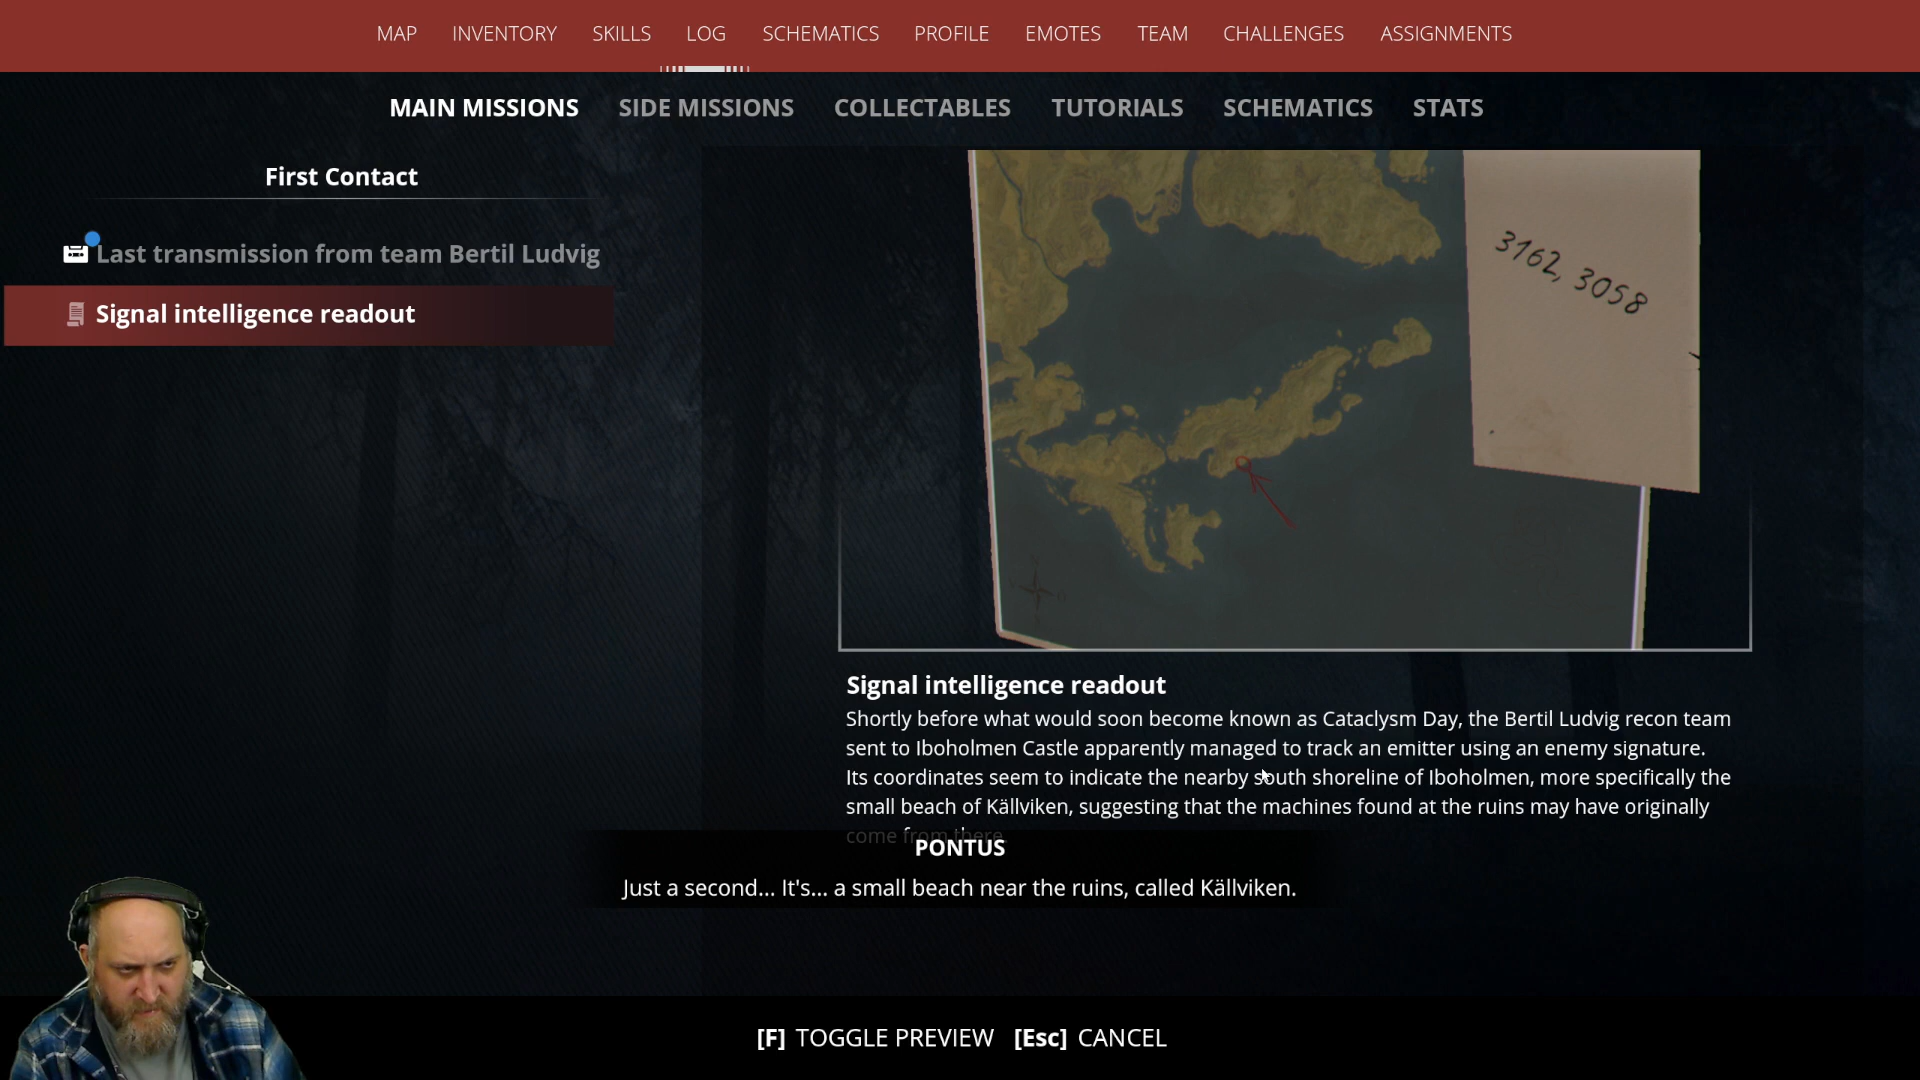 MAP INVENTORY SKILLS LOG SCHEMATICS PROFILE EMOTES TEAM CHALLENGES ASSIGNMENTS
MAIN MISSIONS SIDE MISSIONS COLLECTABLES TUTORIALS SCHEMATICS STATS
First Contact
Last transmission from team Bertil Ludvig
Signal intelligence readout
3162, 3058
Signal intelligence readout
Shortly before what would soon become known as Cataclysm Day, the Bertil Ludvig recon team
sent to Iboholmen Castle apparently managed to track an emitter using an enemy signature.
Its coordinates seem to indicate the nearby south shoreline of Iboholmen, more specifically the
small beach of Källviken, suggesting that the machines found at the ruins may have originally
come from there
PONTUS
Just a second... It's... a small beach near the ruins, called Källviken.
[F] TOGGLE PREVIEW [Esc] CANCEL